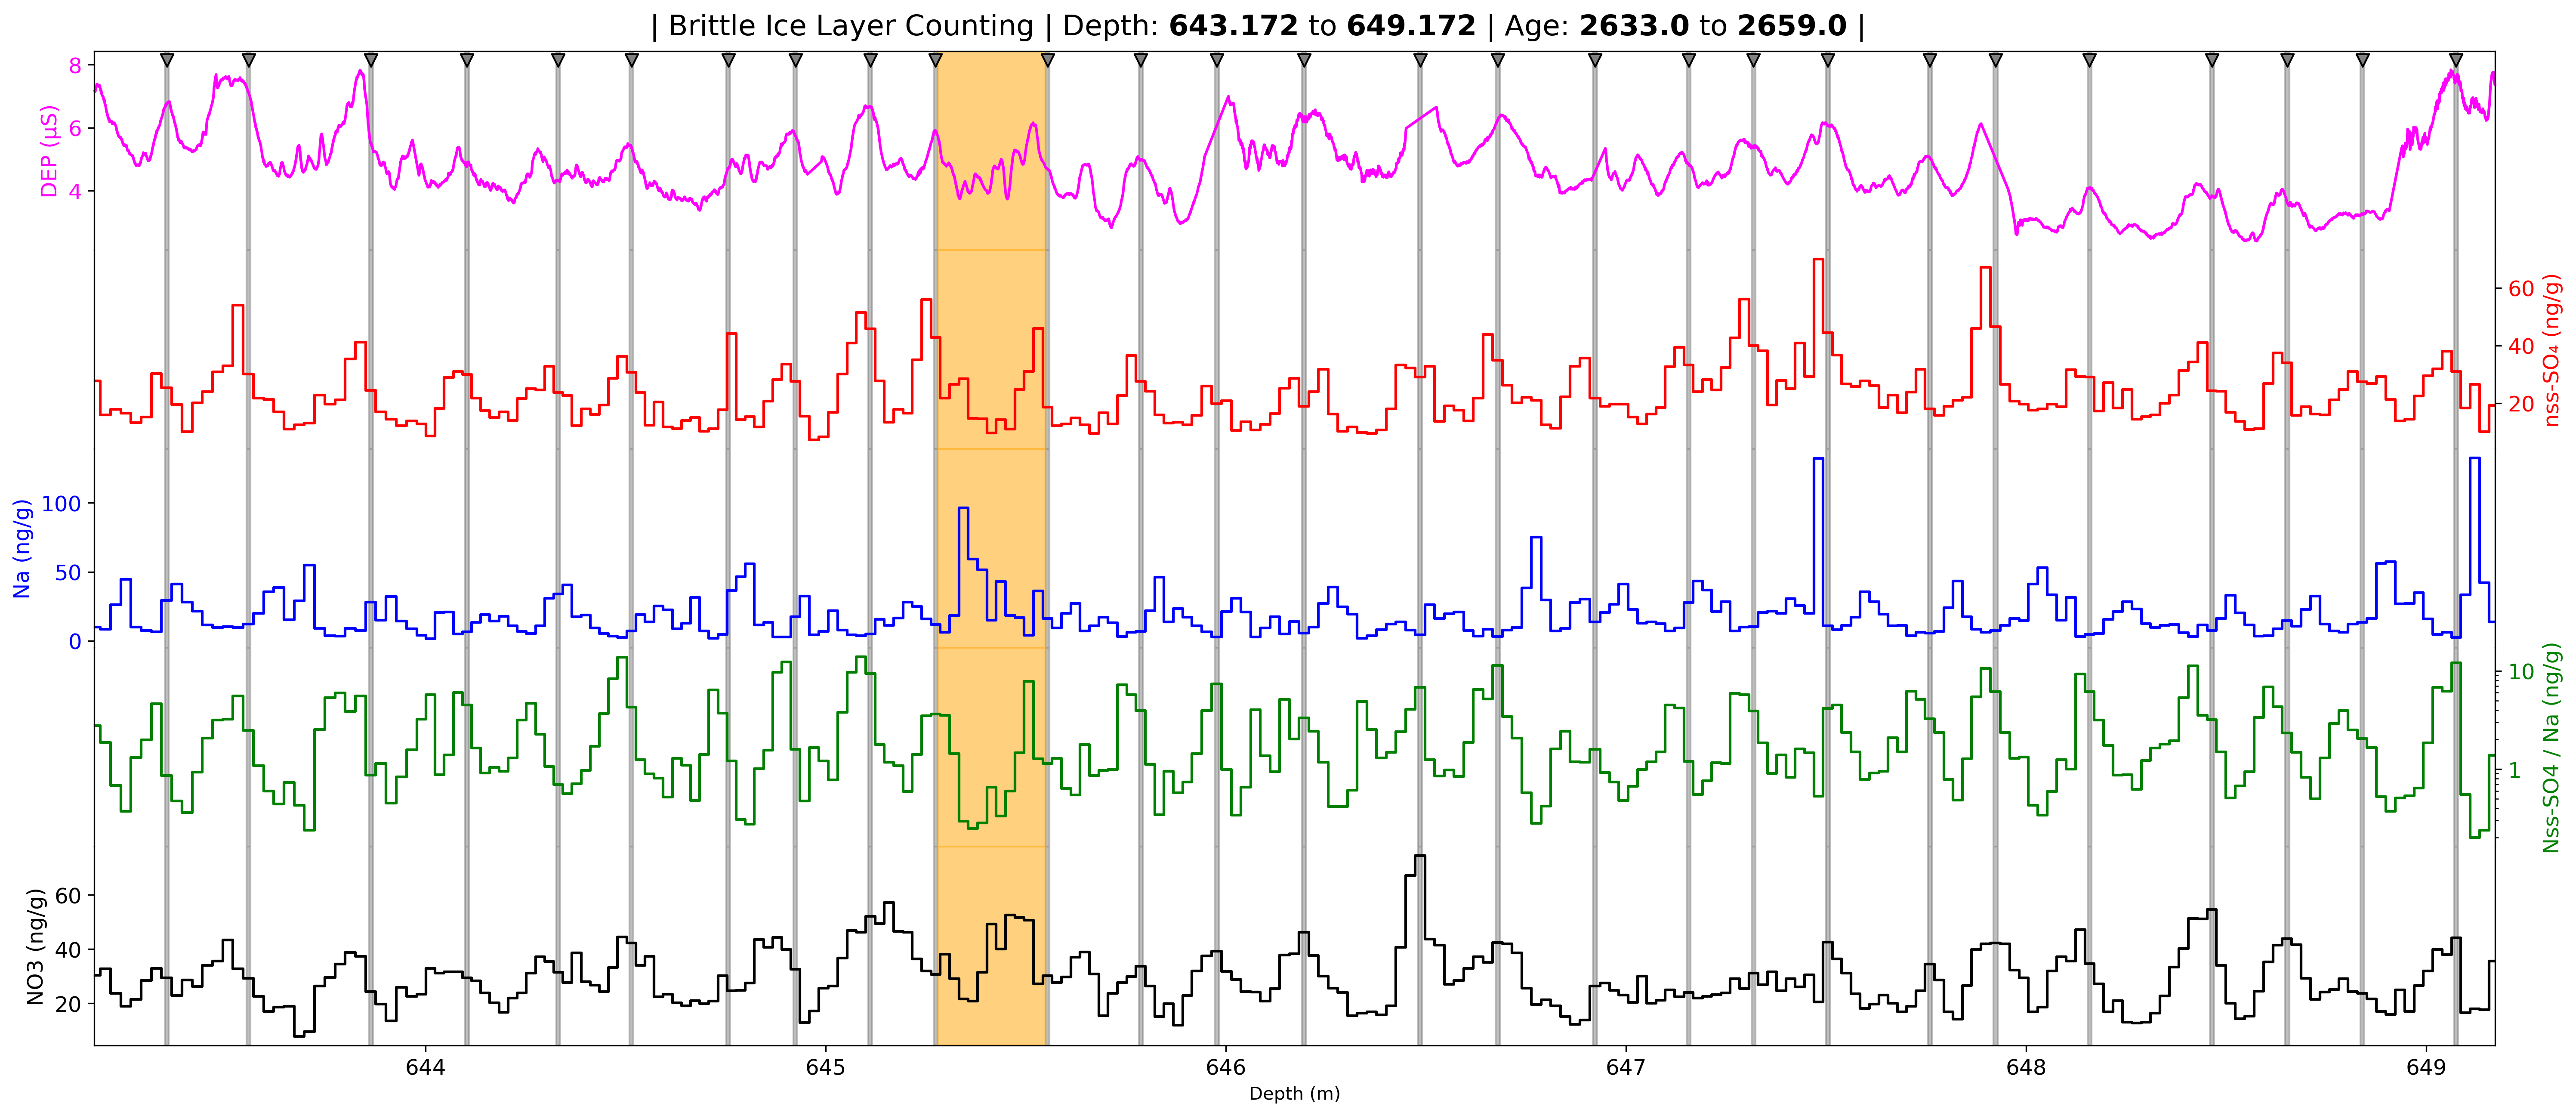 | Brittle Ice Layer Counting | Depth: 643.172 to 649.172 | Age: 2633.0 to 2659.0 |
DEP (µS)
8
6
4
nss-SO₄ (ng/g)
60
40
20
Na (ng/g)
100
50
0
Nss-SO4 / Na (ng/g)
10
1
NO3 (ng/g)
60
40
20
644
645
646
647
648
649
Depth (m)